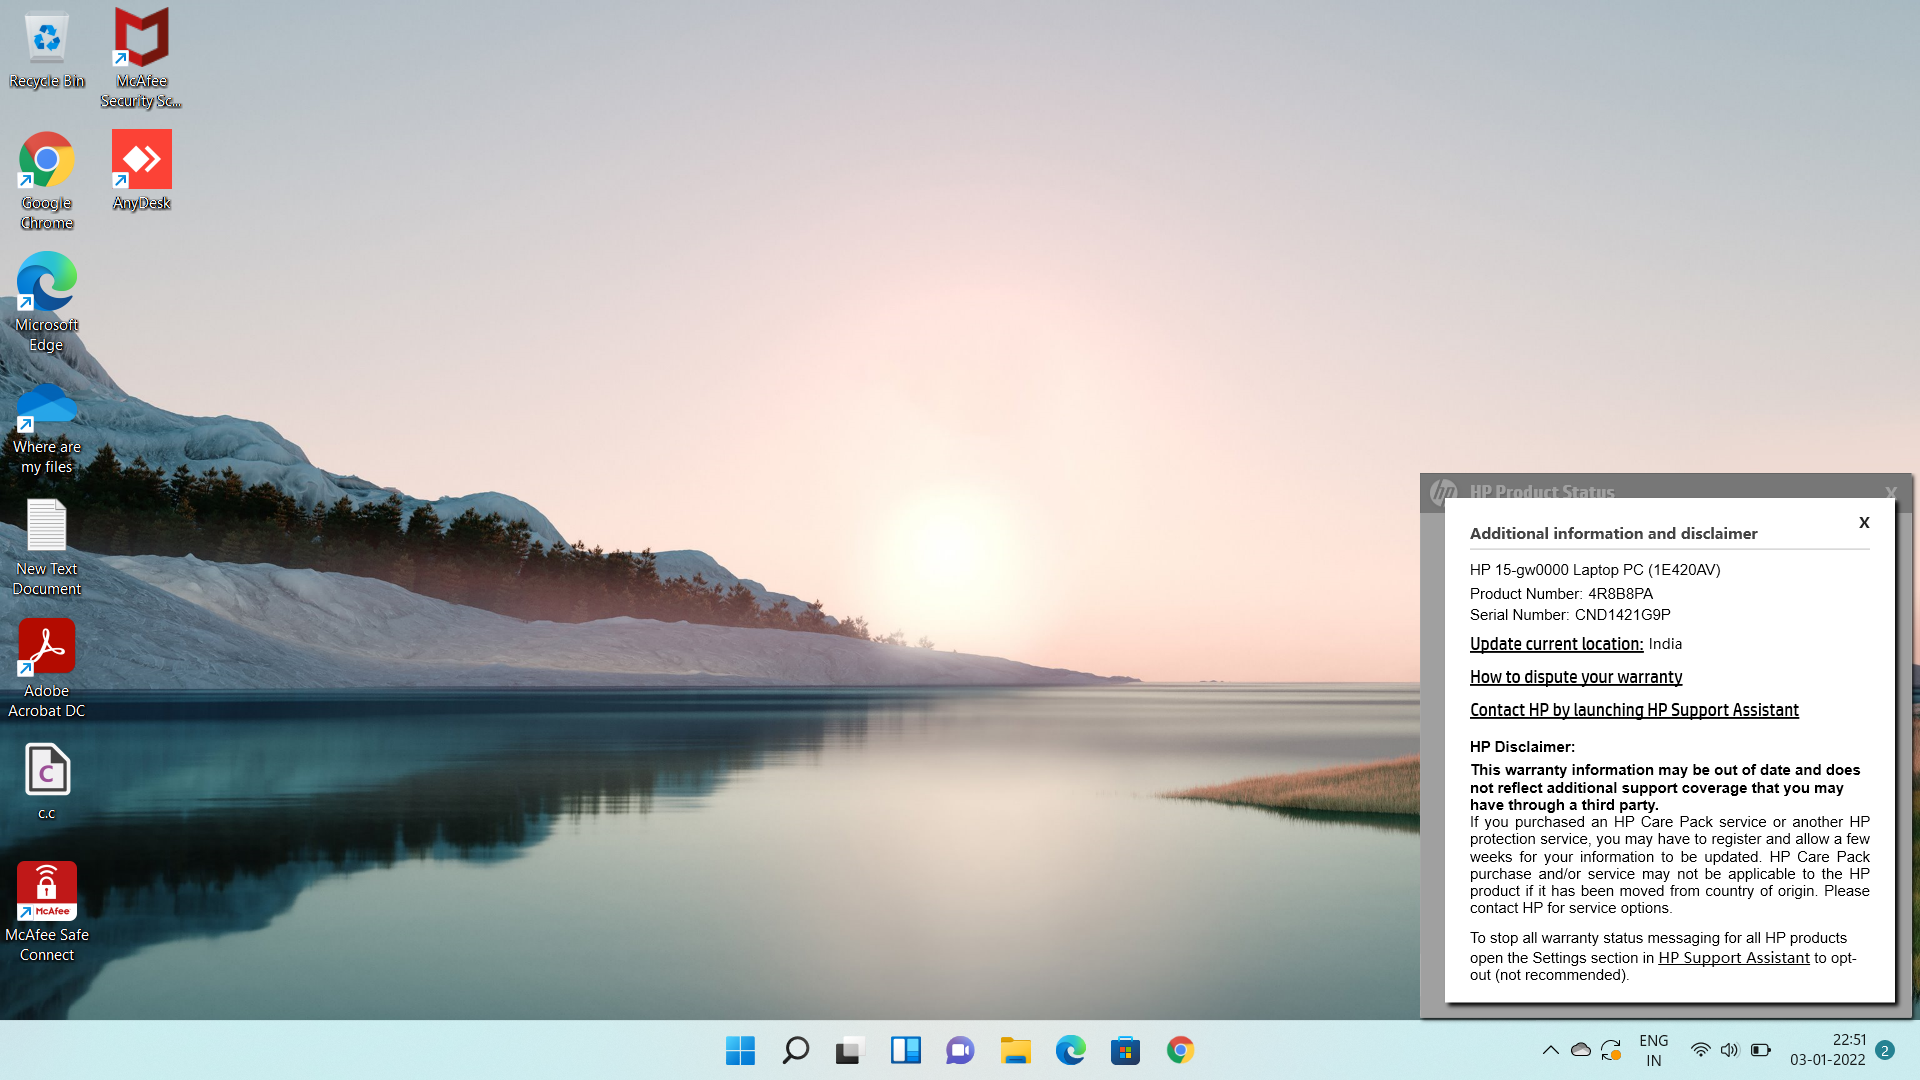 Recycle Bin
McAfee
Security Sc...
Google
Chrome
AnyDesk
Microsoft
Edge
Where are
my files
New Text
Document
Adobe
Acrobat DC
C
c.c
McAfee
McAfee Safe
Connect
hp HP Product Status X
Additional information and disclaimer X
HP 15-gw0000 Laptop PC (1E420AV)
Product Number: 4R8B8PA
Serial Number: CND1421G9P
Update current location: India
How to dispute your warranty
Contact HP by launching HP Support Assistant
HP Disclaimer:
This warranty information may be out of date and does
not reflect additional support coverage that you may
have through a third party.
If you purchased an HP Care Pack service or another HP
protection service, you may have to register and allow a few
weeks for your information to be updated. HP Care Pack
purchase and/or service may not be applicable to the HP
product if it has been moved from country of origin. Please
contact HP for service options.
To stop all warranty status messaging for all HP products
open the Settings section in HP Support Assistant to opt-
out (not recommended).
ENG
IN
22:51
03-01-2022
2